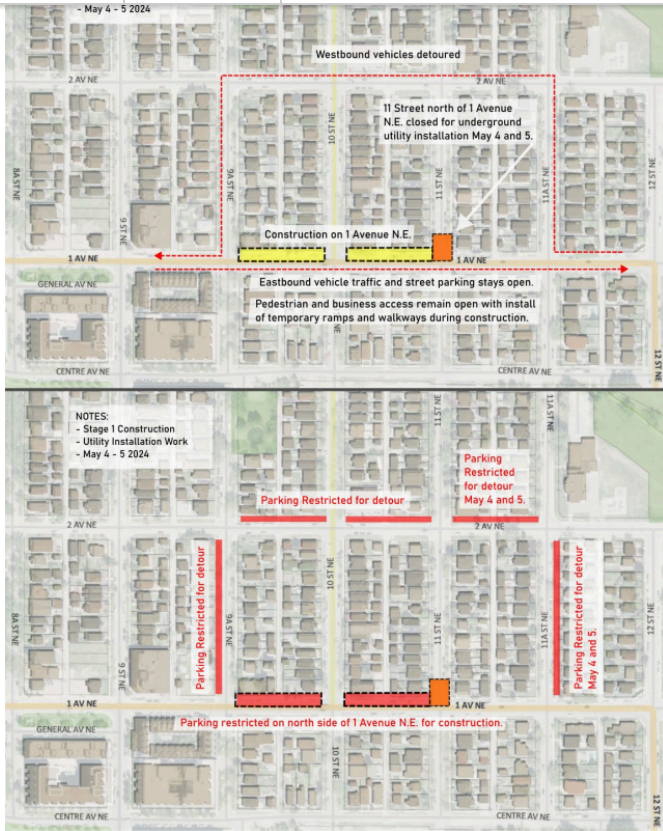 - May 4 - 5 2024
Westbound vehicles detoured
2 AV NE
2 AV NE
11 Street north of 1 Avenue
N.E. closed for underground
utility installation May 4 and 5.
10 ST NE
8A ST NE
9 ST NE
9A ST NE
11 ST NE
11A ST NE
12 ST NE
Construction on 1 Avenue N.E.
1 AV NE
1 AV NE
Eastbound vehicle traffic and street parking stays open.
GENERAL AV NE
Pedestrian and business access remain open with install
of temporary ramps and walkways during construction.
CENTRE AV NE
CENTRE AV NE
12 ST NE
NOTES:
- Stage 1 Construction
- Utility Installation Work
- May 4 - 5 2024
11 ST NE
11A ST NE
Parking
Restricted
for detour
May 4 and 5.
Parking Restricted for detour
2 AV NE
2 AV NE
Parking Restricted for detour
10 ST NE
8A ST NE
9 ST NE
9A ST NE
11 ST NE
11A ST NE
Parking Restricted for detour
May 4 and 5.
12 ST NE
1 AV NE
1 AV NE
Parking restricted on north side of 1 Avenue N.E. for construction.
GENERAL AV NE
10 ST NE
CENTRE AV NE
CENTRE AV NE
12 ST NE